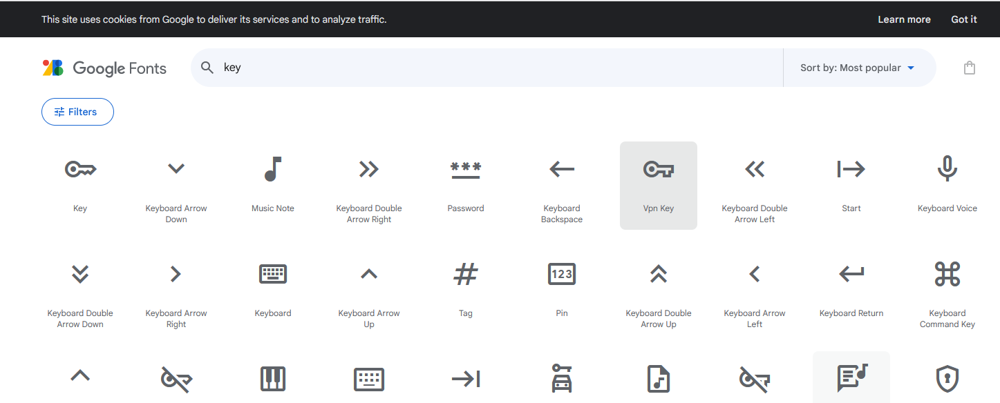 This site uses cookies from Google to deliver its services and to analyze traffic.
Learn more
Got it
Google Fonts
key
Sort by: Most popular
Filters
***
Key
Keyboard Arrow
Down
Music Note
Keyboard Double
Arrow Right
Password
Keyboard
Backspace
Vpn Key
Keyboard Double
Arrow Left
Start
Keyboard Voice
#
123
Keyboard Double
Arrow Down
Keyboard Arrow
Right
Keyboard
Keyboard Arrow
Up
Tag
Pin
Keyboard Double
Arrow Up
Keyboard Arrow
Left
Keyboard Return
Keyboard
Command Key